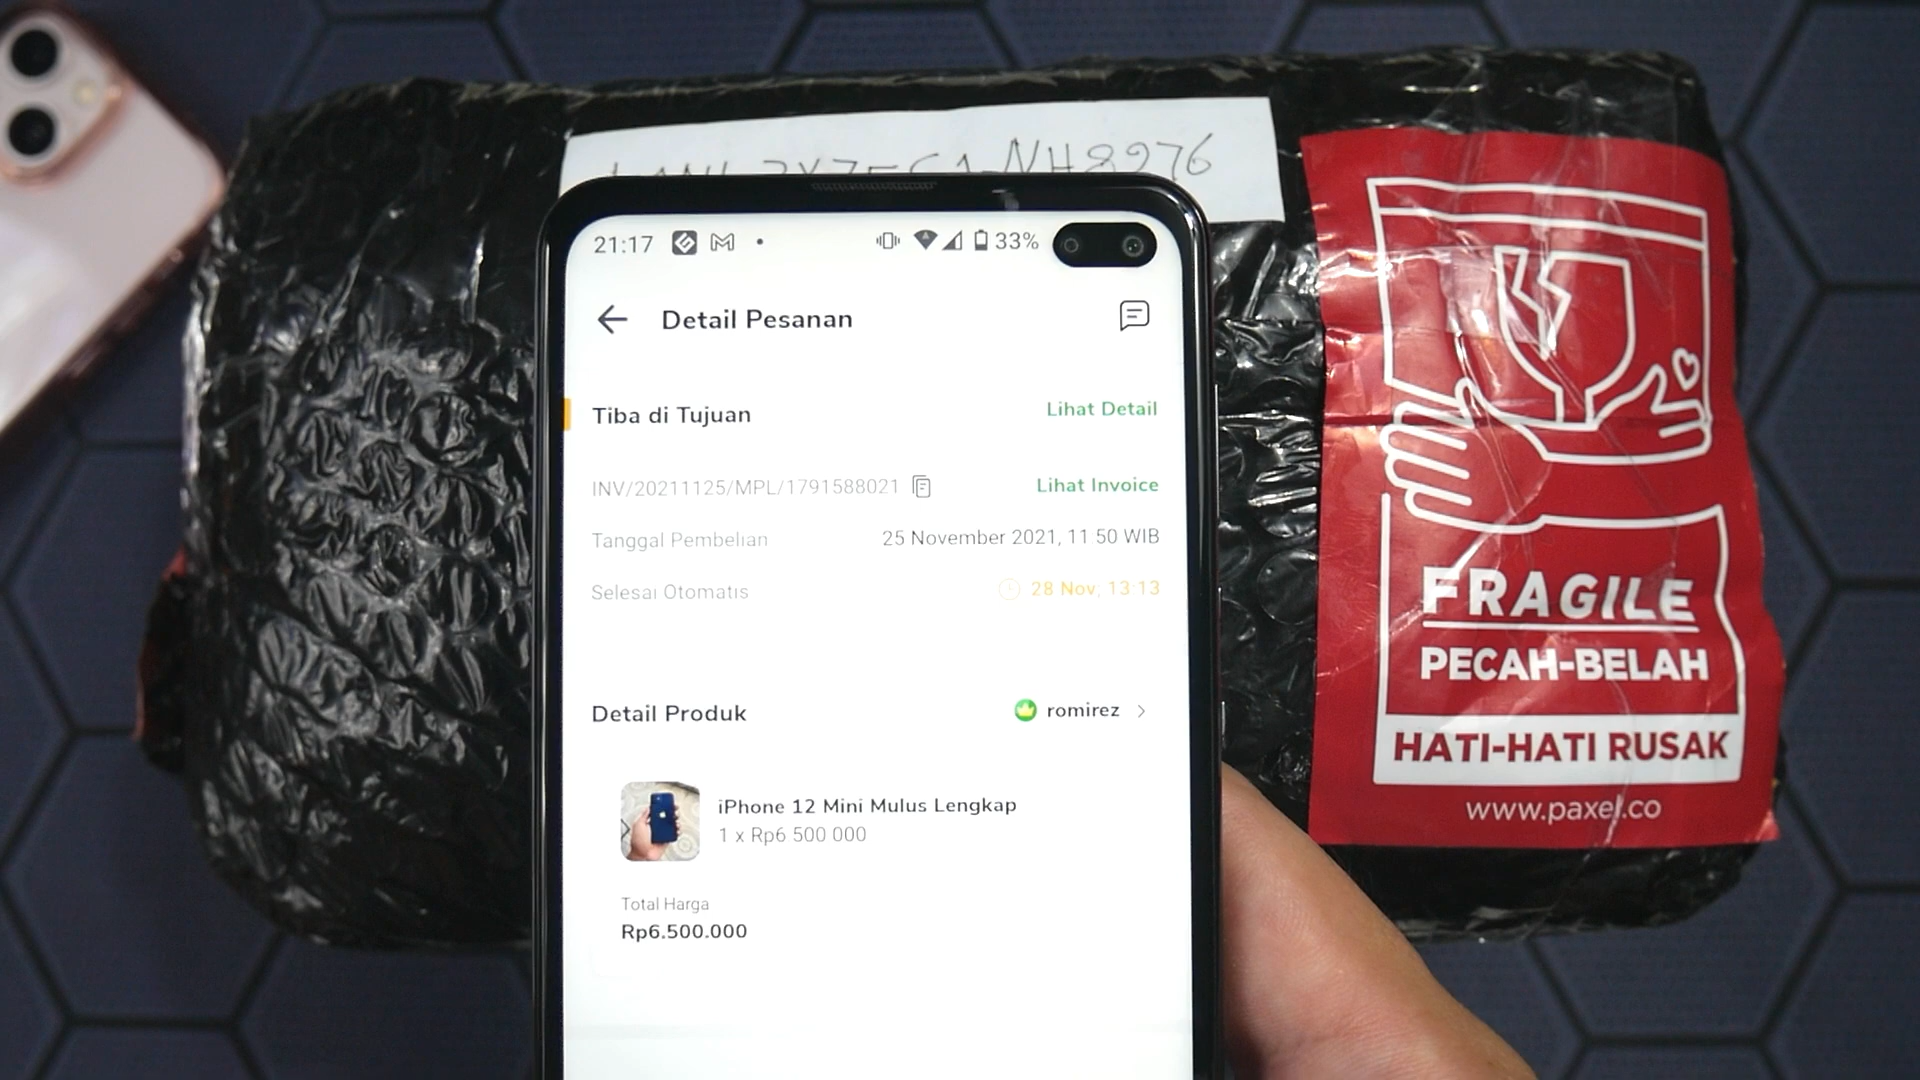 NH8976
21:17
33%
Detail Pesanan
Tiba di Tujuan
Lihat Detail
INV/20211125/MPL/1791588021
Lihat Invoice
Tanggal Pembelian
25 November 2021, 11 50 WIB
Selesai Otomatis
28 Nov; 13:13
Detail Produk
romirez
iPhone 12 Mini Mulus Lengkap
1 x Rp6 500 000
Total Harga
Rp6.500.000
FRAGILE
PECAH-BELAH
HATI-HATI RUSAK
www.paxel.co